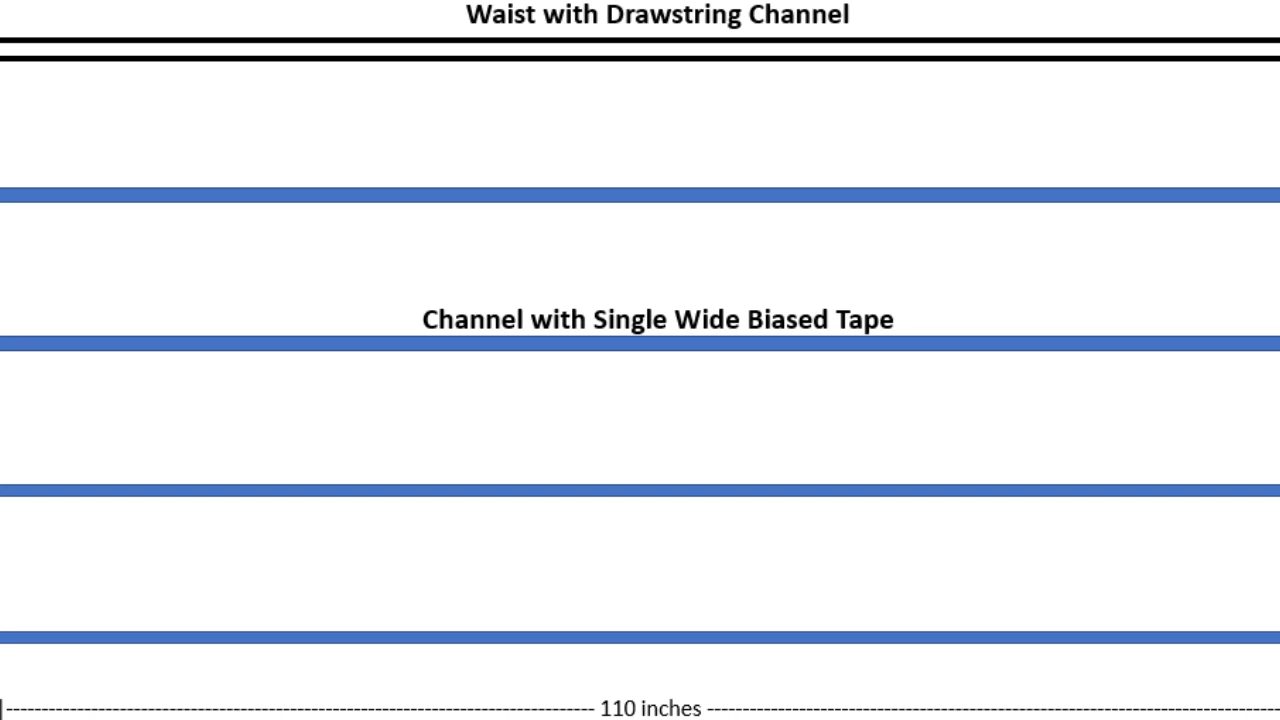 Waist with Drawstring Channel
Channel with Single Wide Biased Tape
110 inches